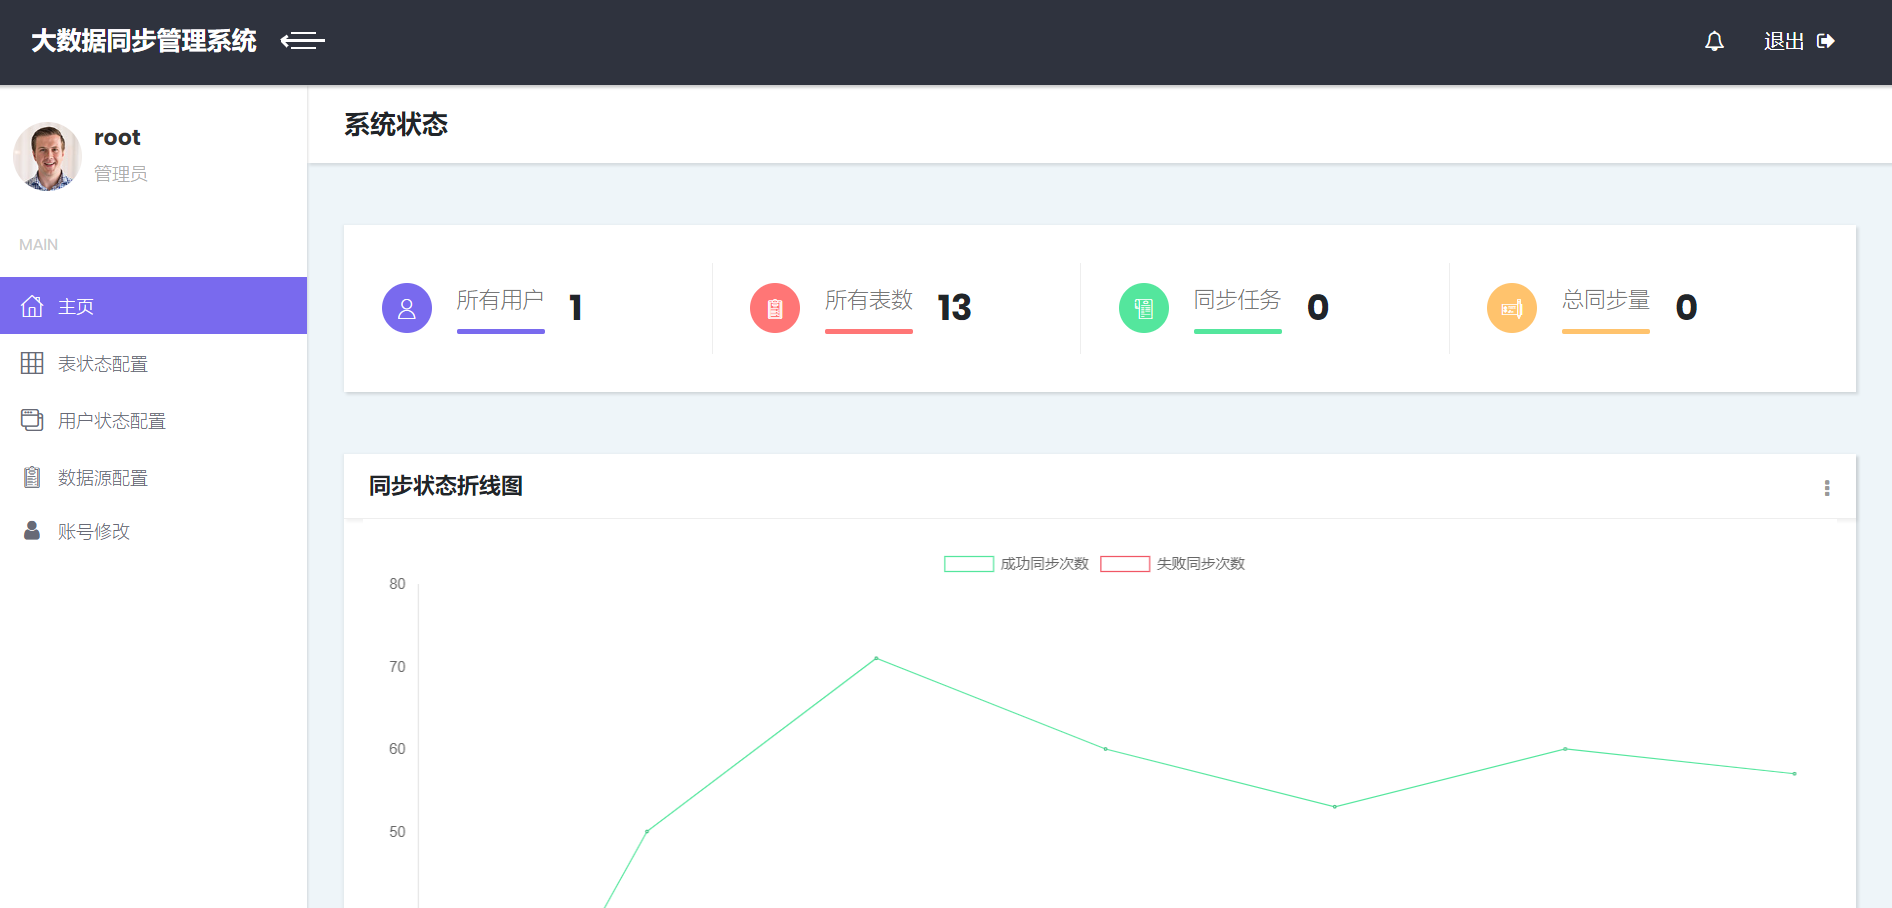 大数据同步管理系统
退出
root
管理员
MAIN
主页
表状态配置
用户状态配置
数据源配置
账号修改
系统状态
所有用户 1
所有表数 13
同步任务 0
总同步量 0
同步状态折线图
成功同步次数 失败同步次数
80
70
60
50